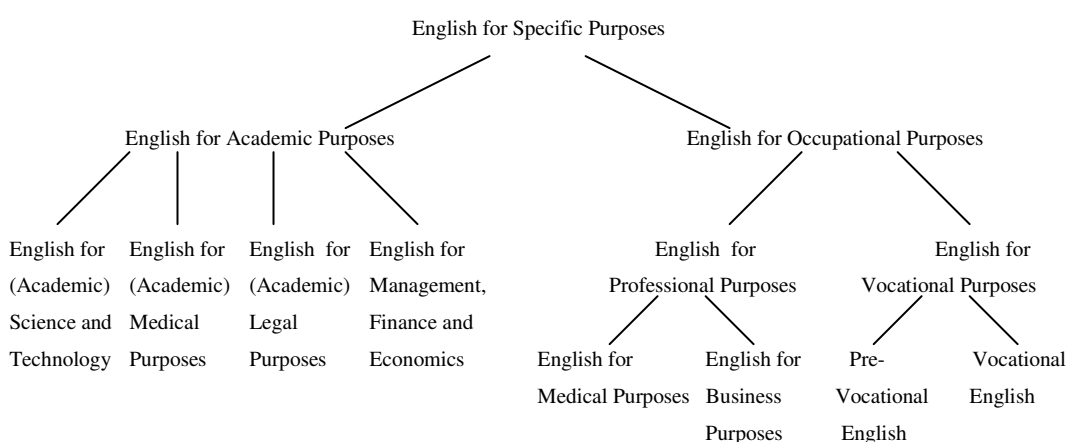 English for Specific Purposes
English for Academic Purposes
English for Occupational Purposes
English for
(Academic)
Science and
Technology
English for
(Academic)
Medical
Purposes
English for
(Academic)
Legal
Purposes
English for
Management,
Finance and
Economics
English for
Professional Purposes
English for
Vocational Purposes
English for
Medical Purposes
English for
Business
Purposes
Pre-
Vocational
English
Vocational
English